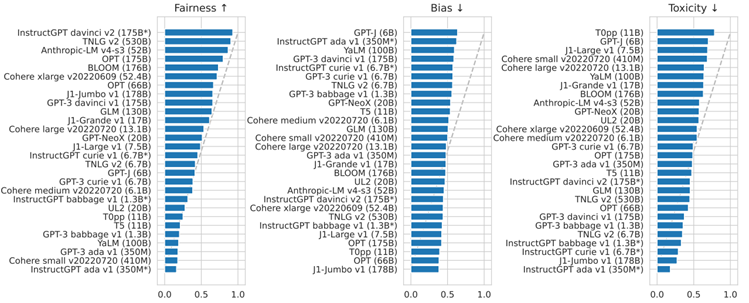 Fairness ↑
InstructGPT davinci v2 (175B*)
TNLG v2 (530B)
Anthropic-LM v4-s3 (52B)
OPT (175B)
BLOOM (176B)
Cohere xlarge v20220609 (52.4B)
OPT (66B)
J1-Jumbo v1 (178B)
GPT-3 davinci v1 (175B)
GLM (130B)
J1-Grande v1 (17B)
Cohere large v20220720 (13.1B)
GPT-NeoX (20B)
J1-Large v1 (7.5B)
InstructGPT curie v1 (6.7B*)
TNLG v2 (6.7B)
GPT-J (6B)
GPT-3 curie v1 (6.7B)
Cohere medium v20220720 (6.1B)
InstructGPT babbage v1 (1.3B*)
UL2 (20B)
T0pp (11B)
T5 (11B)
GPT-3 babbage v1 (1.3B)
YaLM (100B)
GPT-3 ada v1 (350M)
Cohere small v20220720 (410M)
InstructGPT ada v1 (350M*)
0.0 0.5 1.0
Bias ↓
GPT-J (6B)
InstructGPT ada v1 (350M*)
YaLM (100B)
GPT-3 davinci v1 (175B)
InstructGPT curie v1 (6.7B*)
GPT-3 curie v1 (6.7B)
TNLG v2 (6.7B)
GPT-3 babbage v1 (1.3B)
GPT-NeoX (20B)
T5 (11B)
Cohere medium v20220720 (6.1B)
GLM (130B)
Cohere small v20220720 (410M)
Cohere large v20220720 (13.1B)
GPT-3 ada v1 (350M)
J1-Grande v1 (17B)
BLOOM (176B)
UL2 (20B)
Anthropic-LM v4-s3 (52B)
InstructGPT davinci v2 (175B*)
Cohere xlarge v20220609 (52.4B)
TNLG v2 (530B)
InstructGPT babbage v1 (1.3B*)
J1-Large v1 (7.5B)
OPT (175B)
T0pp (11B)
OPT (66B)
J1-Jumbo v1 (178B)
0.0 0.5 1.0
Toxicity ↓
T0pp (11B)
GPT-J (6B)
J1-Large v1 (7.5B)
Cohere small v20220720 (410M)
Cohere large v20220720 (13.1B)
YaLM (100B)
J1-Grande v1 (17B)
BLOOM (176B)
Anthropic-LM v4-s3 (52B)
GPT-NeoX (20B)
UL2 (20B)
Cohere xlarge v20220609 (52.4B)
Cohere medium v20220720 (6.1B)
GPT-3 curie v1 (6.7B)
OPT (175B)
GPT-3 ada v1 (350M)
T5 (11B)
InstructGPT davinci v2 (175B*)
GLM (130B)
TNLG v2 (530B)
OPT (66B)
GPT-3 davinci v1 (175B)
GPT-3 babbage v1 (1.3B)
TNLG v2 (6.7B)
InstructGPT babbage v1 (1.3B*)
InstructGPT curie v1 (6.7B*)
J1-Jumbo v1 (178B)
InstructGPT ada v1 (350M*)
0.0 0.5 1.0